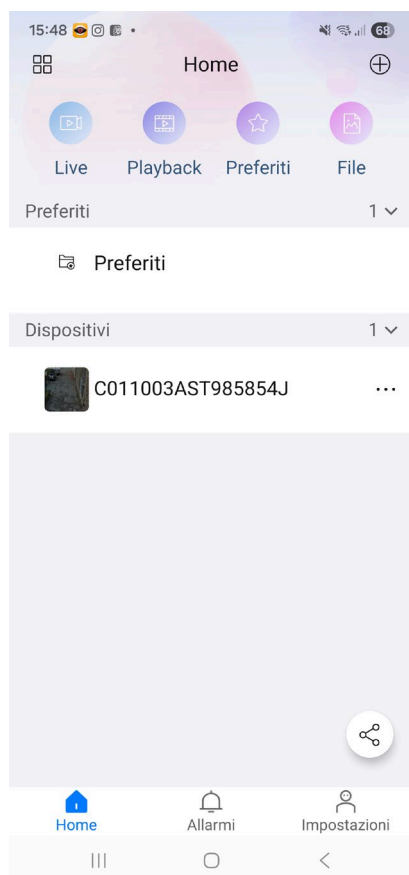 15:48 68
Home
Live Playback Preferiti File
Preferiti 1
Preferiti
Dispositivi 1
C011003AST985854J
Home Allarmi Impostazioni